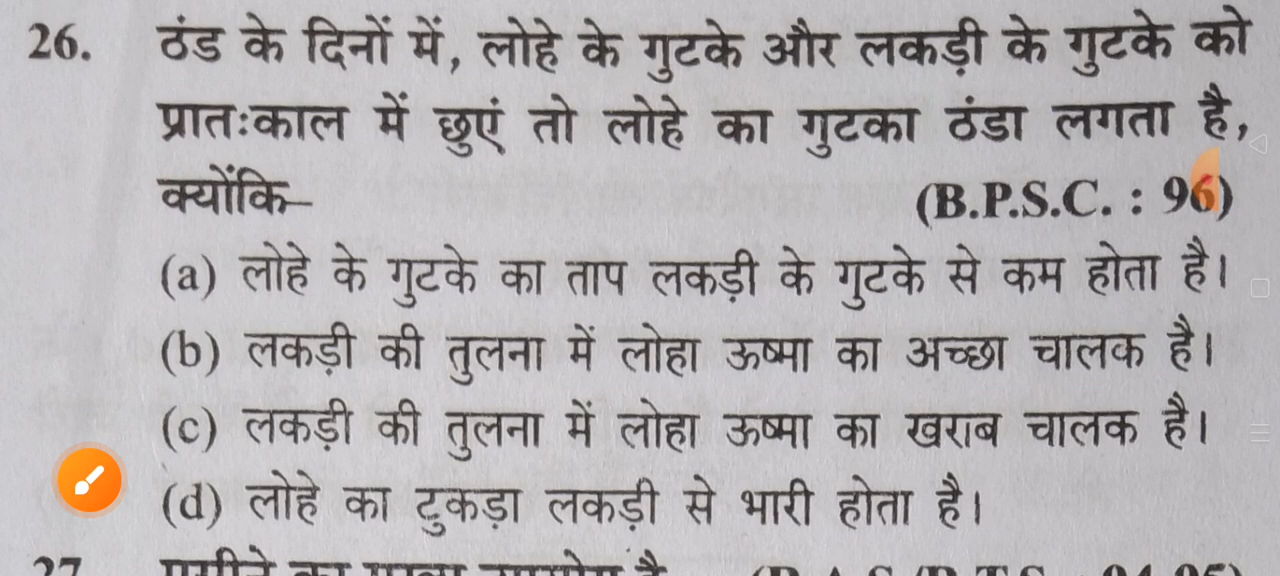 26. ठंड के दिनों में, लोहे के गुटके और लकड़ी के गुटके को
प्रातःकाल में छुएं तो लोहे का गुटका ठंडा लगता है,
क्योंकि– (B.P.S.C. : 96)
(a) लोहे के गुटके का ताप लकड़ी के गुटके से कम होता है।
(b) लकड़ी की तुलना में लोहा ऊष्मा का अच्छा चालक है।
(c) लकड़ी की तुलना में लोहा ऊष्मा का खराब चालक है।
(d) लोहे का टुकड़ा लकड़ी से भारी होता है।
27